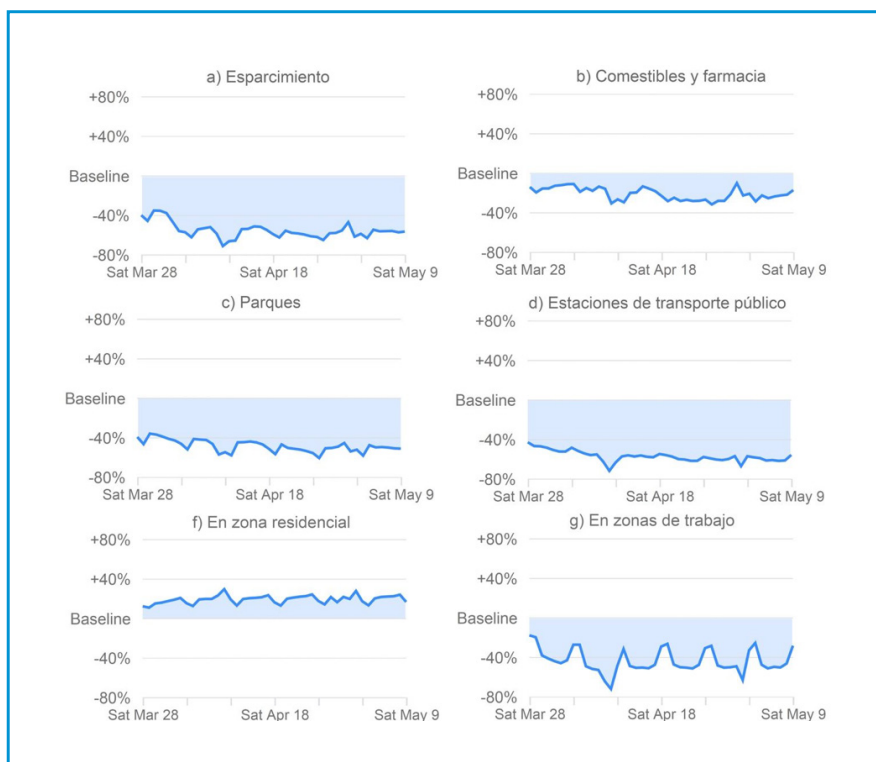 a) Esparcimiento
+80%
+40%
Baseline
-40%
-80%
Sat Mar 28 Sat Apr 18 Sat May 9
b) Comestibles y farmacia
+80%
+40%
Baseline
-40%
-80%
Sat Mar 28 Sat Apr 18 Sat May 9
c) Parques
+80%
+40%
Baseline
-40%
-80%
Sat Mar 28 Sat Apr 18 Sat May 9
d) Estaciones de transporte público
+80%
+40%
Baseline
-40%
-80%
Sat Mar 28 Sat Apr 18 Sat May 9
f) En zona residencial
+80%
+40%
Baseline
-40%
-80%
Sat Mar 28 Sat Apr 18 Sat May 9
g) En zonas de trabajo
+80%
+40%
Baseline
-40%
-80%
Sat Mar 28 Sat Apr 18 Sat May 9